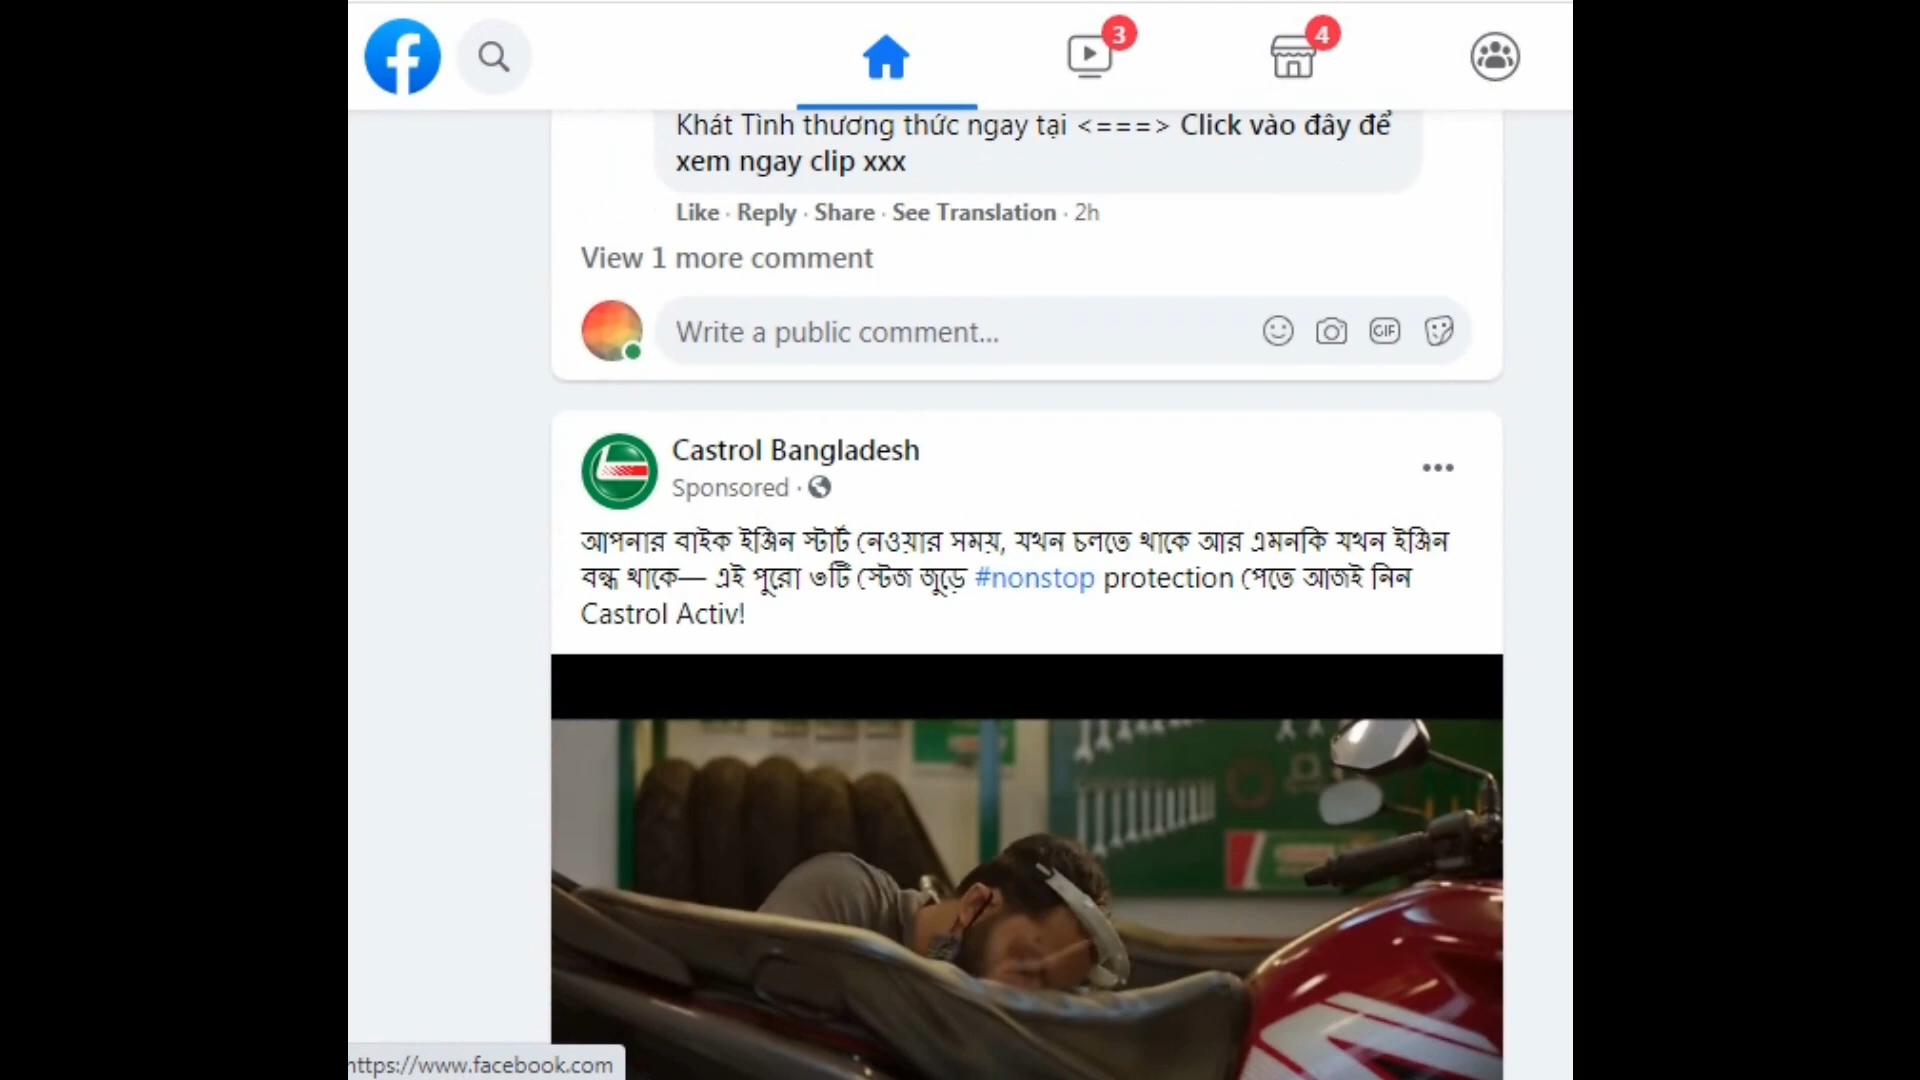 3
4
Khát Tình thương thức ngay tại <===> Click vào đây để
xem ngay clip xxx
Like · Reply · Share · See Translation · 2h
View 1 more comment
Write a public comment...
GIF
Castrol Bangladesh
Sponsored ·
আপনার বাইক ইঞ্জিন স্টার্ট নেওয়ার সময়, যখন চলতে থাকে আর এমনকি যখন ইঞ্জিন
বন্ধ থাকে— এই পুরো ৩টি স্টেজ জুড়ে #nonstop protection পেতে আজই নিন
Castrol Activ!
https://www.facebook.com